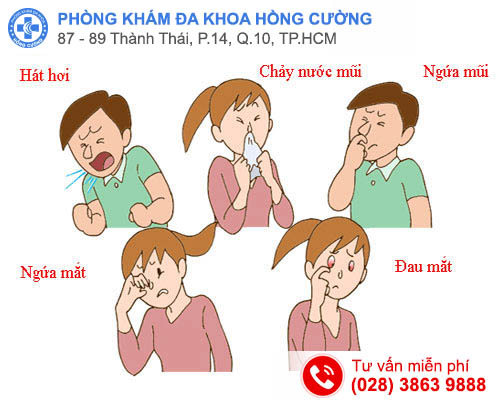 PHÒNG KHÁM ĐA KHOA HỒNG CƯỜNG
87 - 89 Thành Thái, P.14, Q.10, TP.HCM
Hát hơi
Chảy nước mũi
Ngứa mũi
Ngứa mắt
Đau mắt
Tư vấn miễn phí
(028) 3863 9888